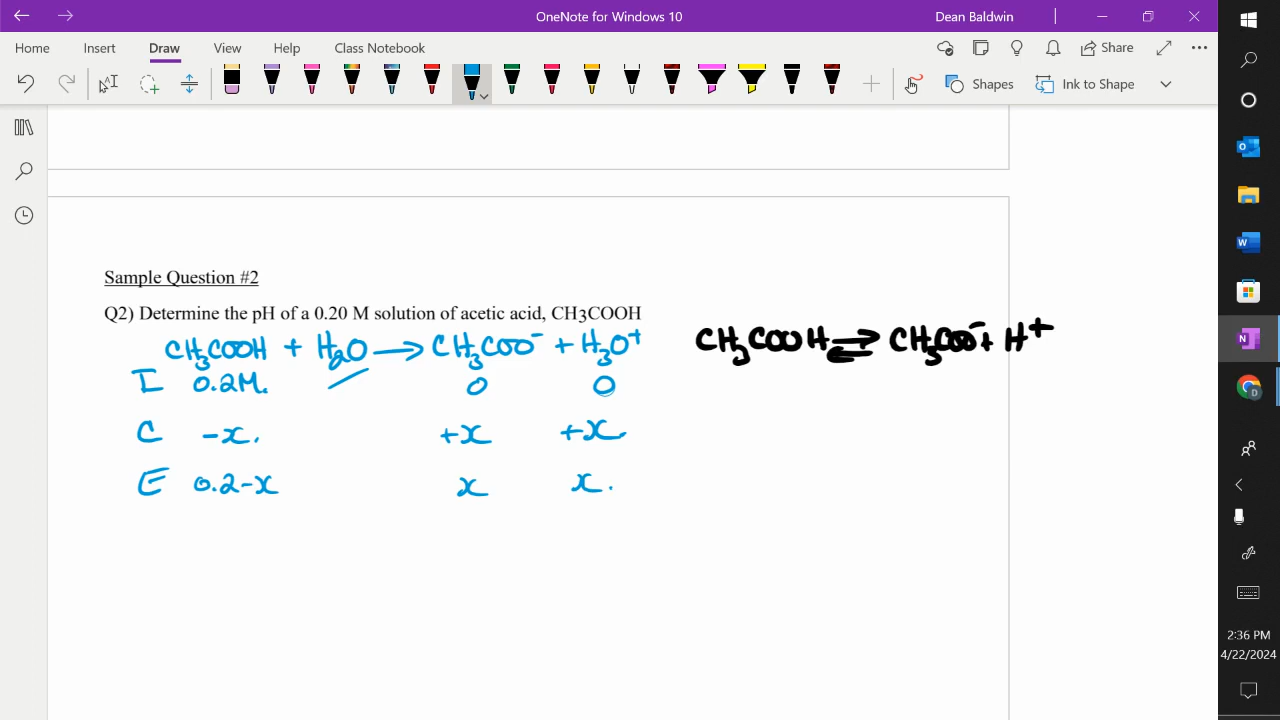 OneNote for Windows 10
Dean Baldwin
Home Insert Draw View Help Class Notebook
Share
Shapes
Ink to Shape
Sample Question #2
Q2) Determine the pH of a 0.20 M solution of acetic acid, CH3COOH
CH₃COOH + H₂O → CH₃COO⁻ + H₃O⁺
CH₃COOH ⇌ CH₃COO⁻ + H⁺
I 0.2M. 0 0
C -x. +x +x.
E 0.2-x x x.
2:36 PM
4/22/2024